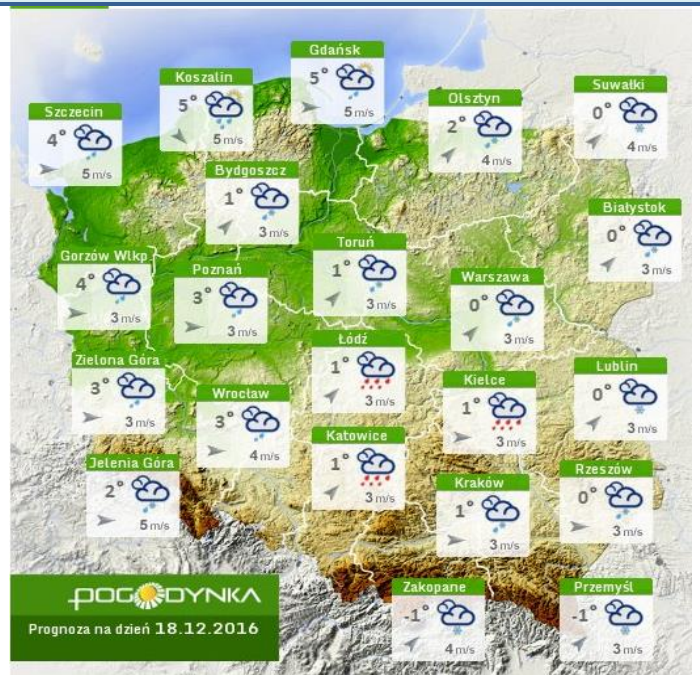 Gdańsk
5°
5 m/s
Koszalin
5°
5 m/s
Szczecin
4°
5 m/s
Olsztyn
2°
4 m/s
Suwałki
0°
4 m/s
Bydgoszcz
1°
3 m/s
Białystok
0°
3 m/s
Gorzów Wlkp
4°
3 m/s
Poznań
3°
3 m/s
Toruń
1°
3 m/s
Warszawa
0°
3 m/s
Zielona Góra
3°
3 m/s
Wrocław
3°
4 m/s
Łódź
1°
3 m/s
Kielce
1°
3 m/s
Lublin
0°
3 m/s
Jelenia Góra
2°
5 m/s
Katowice
1°
3 m/s
Kraków
1°
3 m/s
Rzeszów
0°
3 m/s
Zakopane
-1°
4 m/s
Przemyśl
-1°
3 m/s
POGODYNKA
Prognoza na dzień 18.12.2016